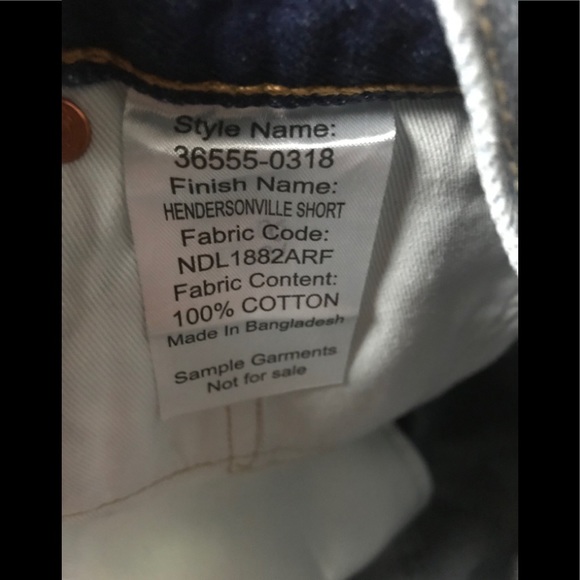 Style Name:
36555-0318
Finish Name:
HENDERSONVILLE SHORT
Fabric Code:
NDL1882ARF
Fabric Content:
100% COTTON
Made In Bangladesh
Sample Garments
Not for sale